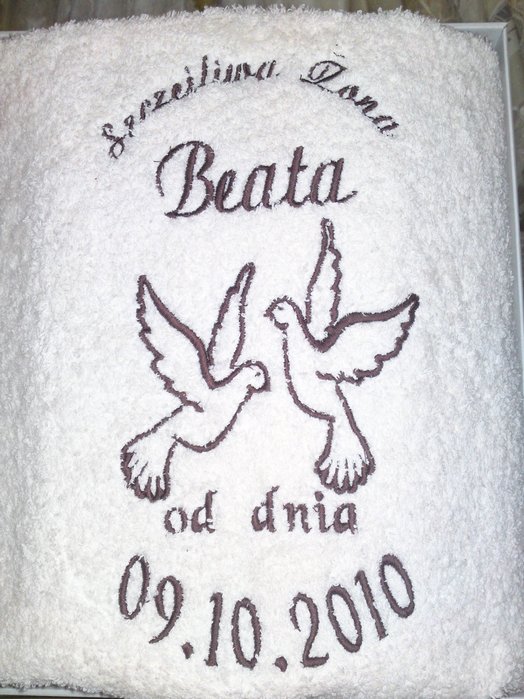 Szczęśliwa Żona
Beata
od dnia
09.10.2010